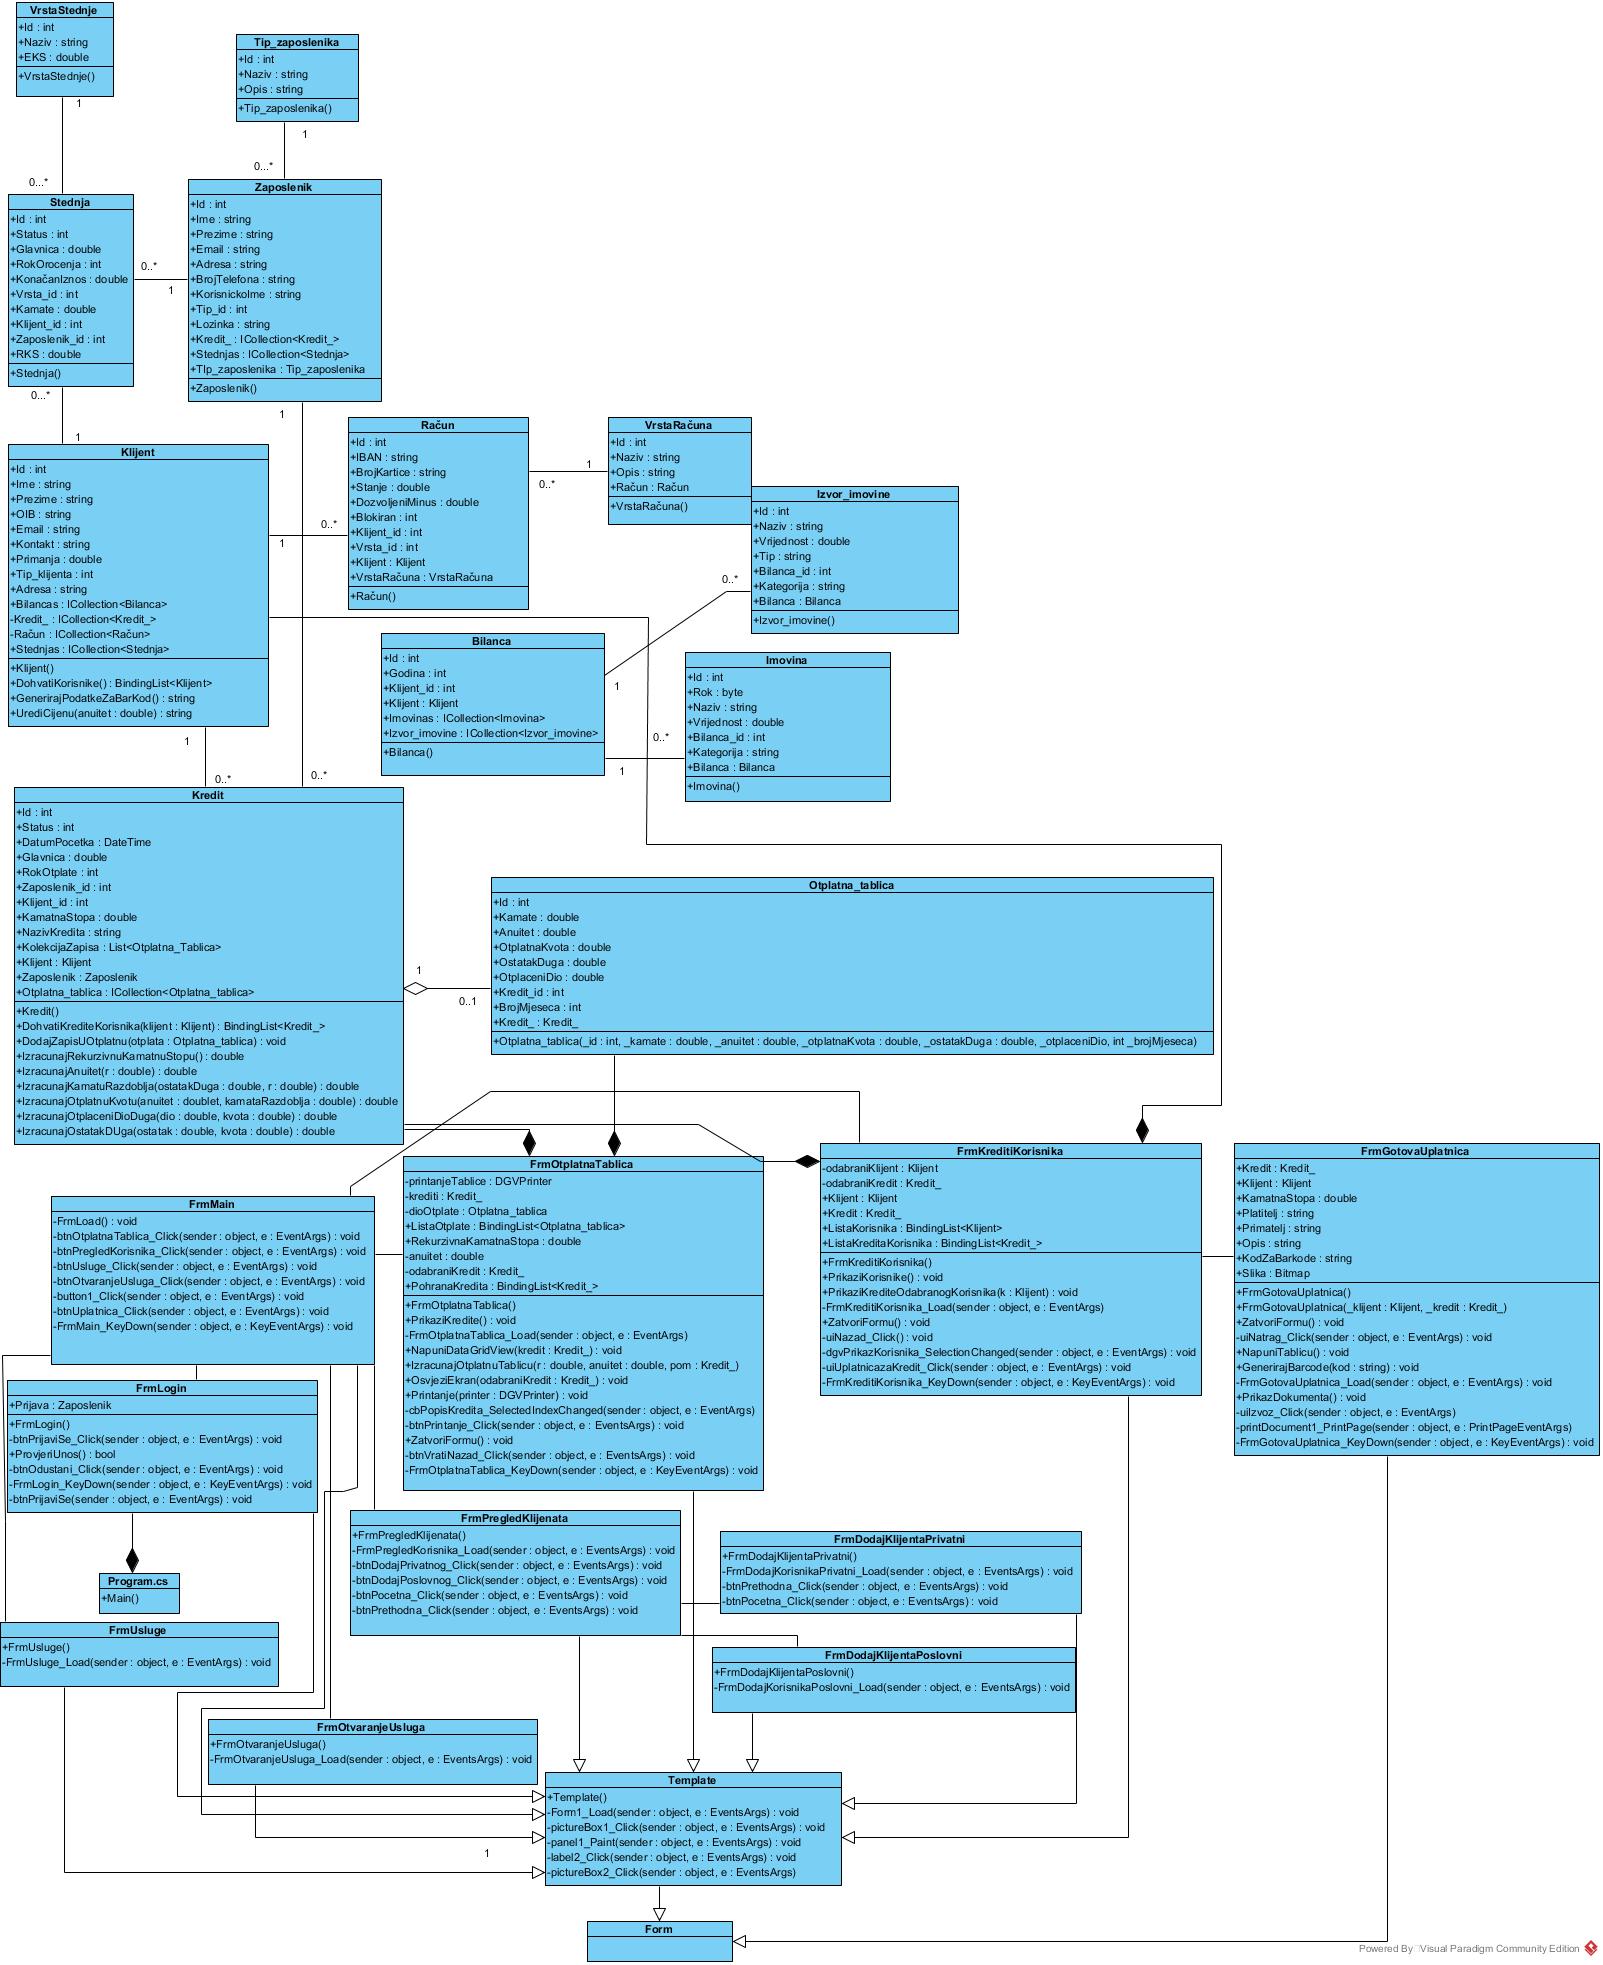 VrstaStednje
+Id : int
+Naziv : string
+EKS : double
+VrstaStednje()
1
0...*
Tip_zaposlenika
+Id : int
+Naziv : string
+Opis : string
+Tip_zaposlenika()
1
0...*
Stednja
+Id : int
+Status : int
+Glavnica : double
+RokOrocenja : int
+KonačanIznos : double
+Vrsta_id : int
+Kamate : double
+Klijent_id : int
+Zaposlenik_id : int
+RKS : double
+Stednja()
0..*
1
0...*
1
Zaposlenik
+Id : int
+Ime : string
+Prezime : string
+Email : string
+Adresa : string
+BrojTelefona : string
+KorisnickoIme : string
+Tip_id : int
+Lozinka : string
+Kredit_ : ICollection<Kredit_>
+Stednjas : ICollection<Stednja>
+TIp_zaposlenika : Tip_zaposlenika
+Zaposlenik()
1
0..*
Klijent
+Id : int
+Ime : string
+Prezime : string
+OIB : string
+Email : string
+Kontakt : string
+Primanja : double
+Tip_klijenta : int
+Adresa : string
+Bilancas : ICollection<Bilanca>
-Kredit_ : ICollection<Kredit_>
-Račun : ICollection<Račun>
+Stednjas : ICollection<Stednja>
+Klijent()
+DohvatiKorisnike() : BindingList<Klijent>
+GenerirajPodatkeZaBarKod() : string
+UrediCijenu(anuitet : double) : string
0..*
1
1
0..*
Račun
+Id : int
+IBAN : string
+BrojKartice : string
+Stanje : double
+DozvoljeniMinus : double
+Blokiran : int
+Klijent_id : int
+Vrsta_id : int
+Klijent : Klijent
+VrstaRačuna : VrstaRačuna
+Račun()
1
0...*
VrstaRačuna
+Id : int
+Naziv : string
+Opis : string
+Račun : Račun
+VrstaRačuna()
Izvor_imovine
+Id : int
+Naziv : string
+Vrijednost : double
+Tip : string
+Bilanca_id : int
+Kategorija : string
+Bilanca : Bilanca
+Izvor_imovine()
0..*
1
Bilanca
+Id : int
+Godina : int
+Klijent_id : int
+Klijent : Klijent
+Imovinas : ICollection<Imovina>
+Izvor_imovine : ICollection<Izvor_imovine>
+Bilanca()
0..*
1
Imovina
+Id : int
+Rok : byte
+Naziv : string
+Vrijednost : double
+Bilanca_id : int
+Kategorija : string
+Bilanca : Bilanca
+Imovina()
Kredit
+Id : int
+Status : int
+DatumPocetka : DateTime
+Glavnica : double
+RokOtplate : int
+Zaposlenik_id : int
+Klijent_id : int
+KamatnaStopa : double
+NazivKredita : string
+KolekcijaZapisa : List<Otplatna_Tablica>
+Klijent : Klijent
+Zaposlenik : Zaposlenik
+Otplatna_tablica : ICollection<Otplatna_tablica>
+Kredit()
+DohvatiKrediteKorisnika(klijent : Klijent) : BindingList<Kredit_>
+DodajZapisUOtplatnu(otplata : Otplatna_tablica) : void
+IzracunajRekurzivnuKamatnuStopu() : double
+IzracunajAnuitet(r : double) : double
+IzracunajKamatuRazdoblja(ostatakDuga : double, r : double) : double
+IzracunajOtplatnuKvotu(anuitet : doublet, kamataRazdoblja : double) : double
+IzracunajOtplaceniDioDuga(dio : double, kvota : double) : double
+IzracunajOstatakDUga(ostatak : double, kvota : double) : double
1
0..1
Otplatna_tablica
+Id : int
+Kamate : double
+Anuitet : double
+OtplatnaKvota : double
+OstatakDuga : double
+OtplaceniDio : double
+Kredit_id : int
+BrojMjeseca : int
+Kredit_ : Kredit_
+Otplatna_tablica(_id : int, _kamate : double, _anuitet : double, _otplatnaKvota : double, _ostatakDuga : double, _otplaceniDio, int _brojMjeseca)
FrmMain
-FrmLoad() : void
-btnOtplatnaTablica_Click(sender : object, e : EventArgs) : void
-btnPregledKorisnika_Click(sender : object, e : EventArgs) : void
-btnUsluge_Click(sender : object, e : EventArgs) : void
-btnOtvaranjeUsluga_Click(sender : object, e : EventArgs) : void
-button1_Click(sender : object, e : EventArgs) : void
-btnUplatnica_Click(sender : object, e : EventArgs) : void
-FrmMain_KeyDown(sender : object, e : KeyEventArgs) : void
FrmOtplatnaTablica
-printanjeTablice : DGVPrinter
-krediti : Kredit_
-dioOtplate : Otplatna_tablica
+ListaOtplate : BindingList<Otplatna_tablica>
+RekurzivnaKamatnaStopa : double
-anuitet : double
-odabraniKredit : Kredit_
+PohranaKredita : BindingList<Kredit_>
+FrmOtplatnaTablica()
+PrikaziKredite() : void
-FrmOtplatnaTablica_Load(sender : object, e : EventArgs)
+NapuniDataGridView(kredit : Kredit_) : void
+IzracunajOtplatnuTablicu(r : double, anuitet : double, pom : Kredit_)
+OsvjeziEkran(odabraniKredit : Kredit_) : void
+Printanje(printer : DGVPrinter) : void
-cbPopisKredita_SelectedIndexChanged(sender : object, e : EventArgs)
-btnPrintanje_Click(sender : object, e : EventsArgs) : void
+ZatvoriFormu() : void
-btnVratiNazad_Click(sender : object, e : EventsArgs) : void
-FrmOtplatnaTablica_KeyDown(sender : object, e : KeyEventArgs) : void
FrmKreditiKorisnika
-odabraniKlijent : Klijent
-odabraniKredit : Kredit_
+Klijent : Klijent
+Kredit : Kredit_
+ListaKorisnika : BindingList<Klijent>
+ListaKreditaKorisnika : BindingList<Kredit_>
+FrmKreditiKorisnika()
+PrikaziKorisnike() : void
+PrikaziKrediteOdabranogKorisnika(k : Klijent) : void
-FrmKreditiKorisnika_Load(sender : object, e : EventArgs)
+ZatvoriFormu() : void
-uiNazad_Click() : void
-dgvPrikazKorisnika_SelectionChanged(sender : object, e : EventArgs) : void
-uiUplatnicazaKredit_Click(sender : object, e : EventArgs) : void
-FrmKreditiKorisnika_KeyDown(sender : object, e : KeyEventArgs) : void
FrmGotovaUplatnica
+Kredit : Kredit_
+Klijent : Klijent
+KamatnaStopa : double
+Platitelj : string
+Primatelj : string
+Opis : string
+KodZaBarkode : string
+Slika : Bitmap
+FrmGotovaUplatnica()
+FrmGotovaUplatnica(_klijent : Klijent, _kredit : Kredit_)
+ZatvoriFormu() : void
-uiNatrag_Click(sender : object, e : EventArgs) : void
+NapuniTablicu() : void
+GenerirajBarcode(kod : string) : void
-FrmGotovaUplatnica_Load(sender : object, e : EventArgs) : void
+PrikazDokumenta() : void
-uiIzvoz_Click(sender : object, e : EventArgs)
-printDocument1_PrintPage(sender : object, e : PrintPageEventArgs)
-FrmGotovaUplatnica_KeyDown(sender : object, e : KeyEventArgs) : void
FrmLogin
+Prijava : Zaposlenik
+FrmLogin()
-btnPrijaviSe_Click(sender : object, e : EventArgs) : void
+ProvjeriUnos() : bool
-btnOdustani_Click(sender : object, e : EventArgs) : void
-FrmLogin_KeyDown(sender : object, e : KeyEventArgs) : void
-btnPrijaviSe(sender : object, e : EventArgs) : void
Program.cs
+Main()
FrmUsluge
+FrmUsluge()
-FrmUsluge_Load(sender : object, e : EventArgs) : void
FrmPregledKlijenata
+FrmPregledKlijenata()
-FrmPregledKorisnika_Load(sender : object, e : EventsArgs) : void
-btnDodajPrivatnog_Click(sender : object, e : EventsArgs) : void
-btnDodajPoslovnog_Click(sender : object, e : EventsArgs) : void
-btnPocetna_Click(sender : object, e : EventsArgs) : void
-btnPrethodna_Click(sender : object, e : EventsArgs) : void
FrmDodajKlijentaPrivatni
+FrmDodajKlijentaPrivatni()
-FrmDodajKorisnikaPrivatni_Load(sender : object, e : EventsArgs) : void
-btnPrethodna_Click(sender : object, e : EventsArgs) : void
-btnPocetna_Click(sender : object, e : EventsArgs) : void
FrmDodajKlijentaPoslovni
+FrmDodajKlijentaPoslovni()
-FrmDodajKorisnikaPoslovni_Load(sender : object, e : EventsArgs) : void
FrmOtvaranjeUsluga
+FrmOtvaranjeUsluga()
-FrmOtvaranjeUsluga_Load(sender : object, e : EventsArgs) : void
1
Template
+Template()
-Form1_Load(sender : object, e : EventsArgs) : void
-pictureBox1_Click(sender : object, e : EventsArgs) : void
-panel1_Paint(sender : object, e : EventsArgs) : void
-label2_Click(sender : object, e : EventsArgs) : void
-pictureBox2_Click(sender : object, e : EventsArgs)
Form
Powered By Visual Paradigm Community Edition